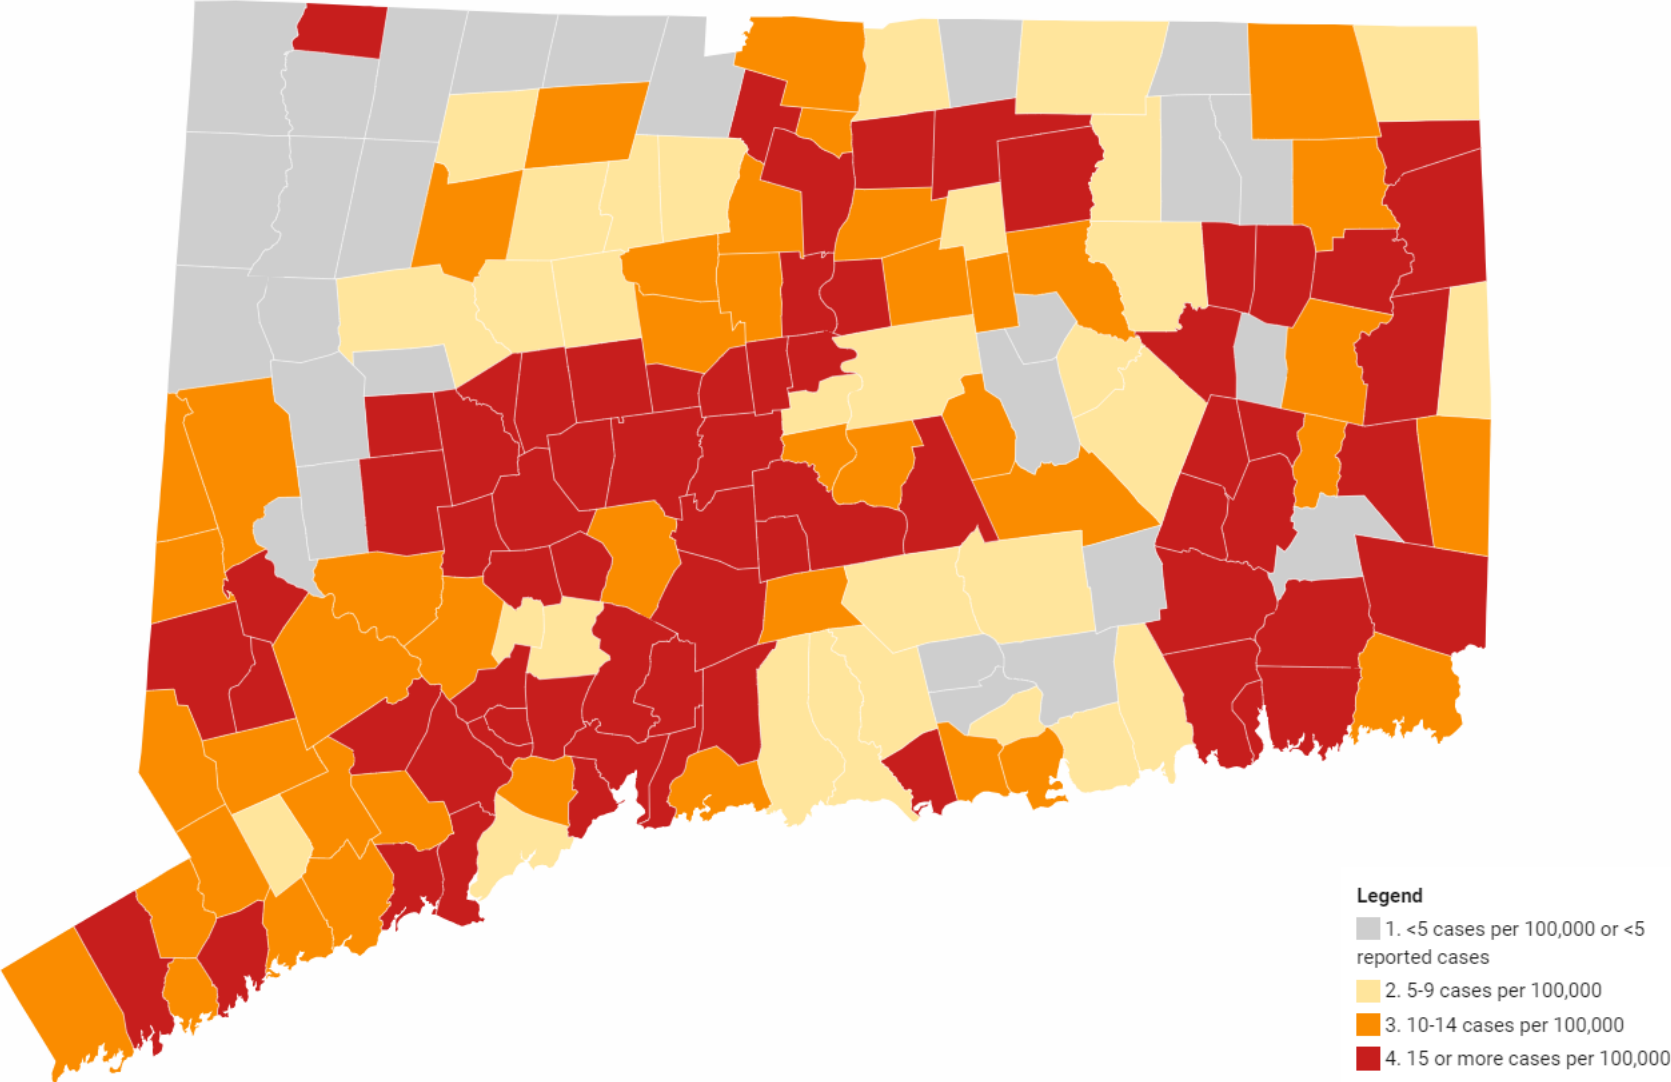 Legend
1. <5 cases per 100,000 or <5
reported cases
2. 5-9 cases per 100,000
3. 10-14 cases per 100,000
4. 15 or more cases per 100,000